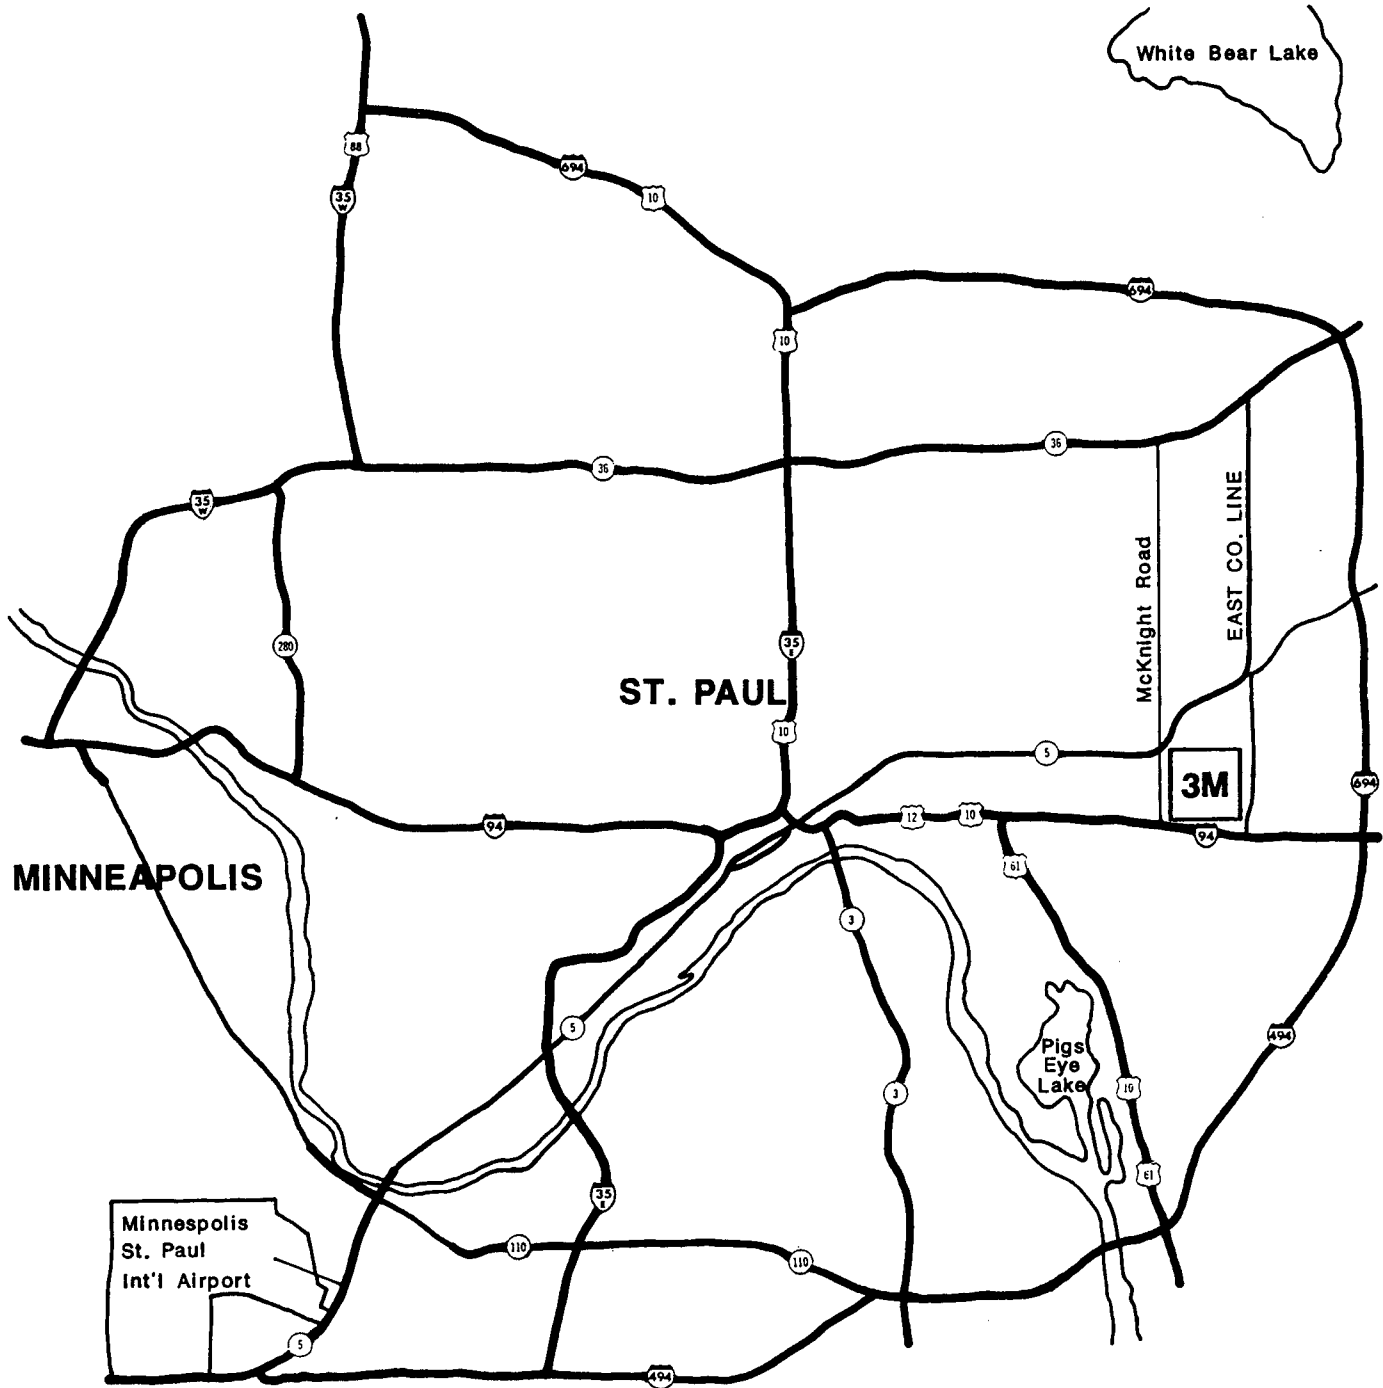 White Bear Lake
88
694
35
W
10
694
10
36
36
35
W
EAST CO. LINE
McKnight Road
280
35
E
ST. PAUL
10
5
3M
694
12
10
94
94
61
MINNEAPOLIS
3
5
494
Pigs
Eye
Lake
10
3
61
35
E
Minnespolis
St. Paul
Int'l Airport
110
110
5
494